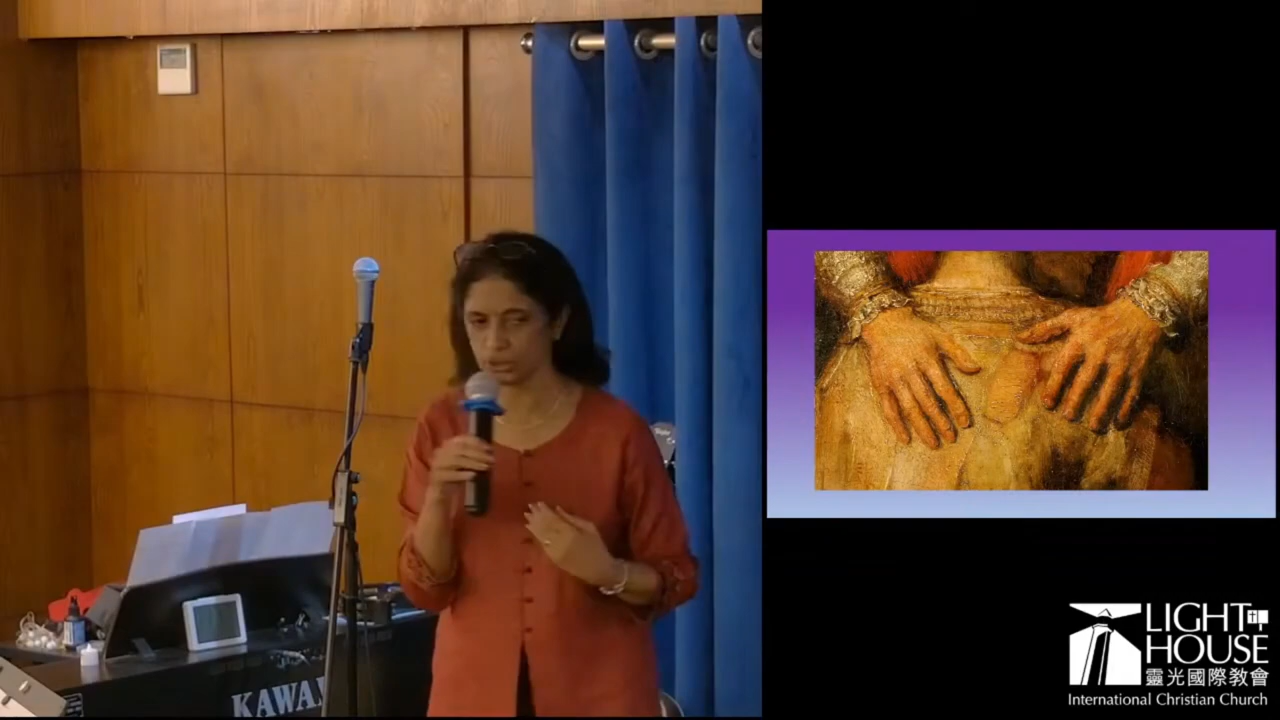 KAWAI
LIGHT
HOUSE
靈光國際教會
International Christian Church